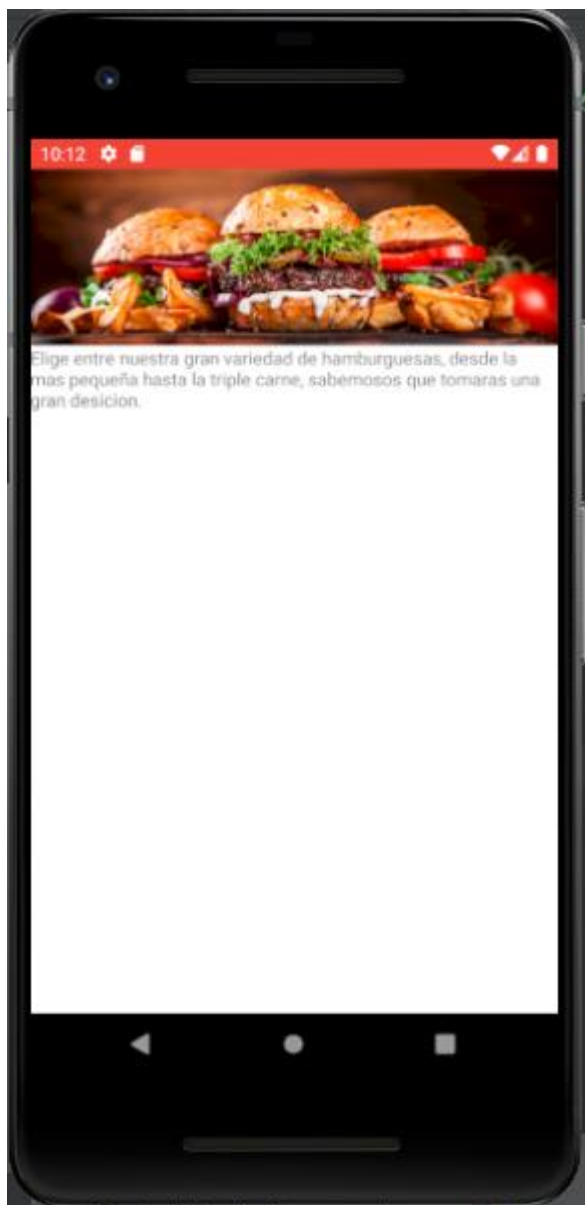 10:12
Elige entre nuestra gran variedad de hamburguesas, desde la
mas pequeña hasta la triple carne, sabemosos que tomaras una
gran desicion.